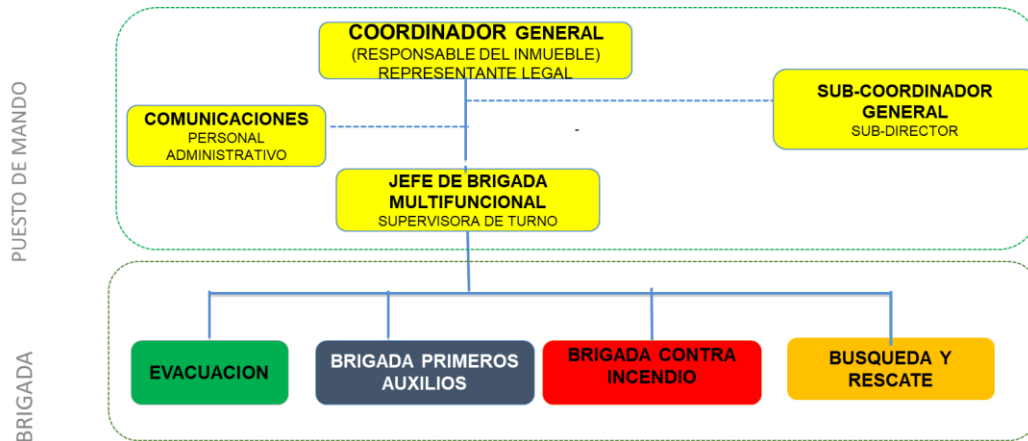 PUESTO DE MANDO
COORDINADOR GENERAL
(RESPONSABLE DEL INMUEBLE)
REPRESENTANTE LEGAL
COMUNICACIONES
PERSONAL
ADMINISTRATIVO
-
SUB-COORDINADOR
GENERAL
SUB-DIRECTOR
JEFE DE BRIGADA
MULTIFUNCIONAL
SUPERVISORA DE TURNO
BRIGADA
EVACUACION
BRIGADA PRIMEROS
AUXILIOS
BRIGADA CONTRA
INCENDIO
BUSQUEDA Y
RESCATE